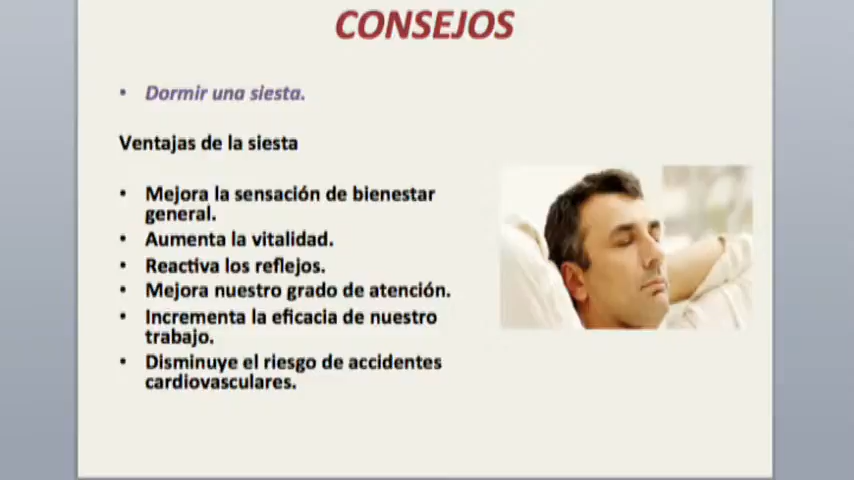 CONSEJOS
• Dormir una siesta.
Ventajas de la siesta
• Mejora la sensación de bienestar
general.
• Aumenta la vitalidad.
• Reactiva los reflejos.
• Mejora nuestro grado de atención.
• Incrementa la eficacia de nuestro
trabajo.
• Disminuye el riesgo de accidentes
cardiovasculares.